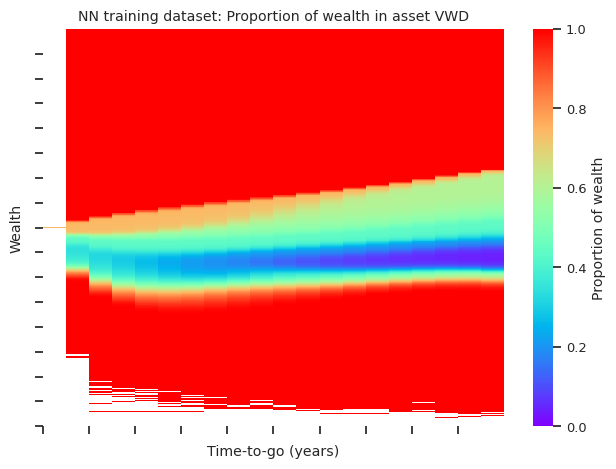 NN training dataset: Proportion of wealth in asset VWD
Wealth
Time-to-go (years)
1.0
0.8
0.6
0.4
0.2
0.0
Proportion of wealth